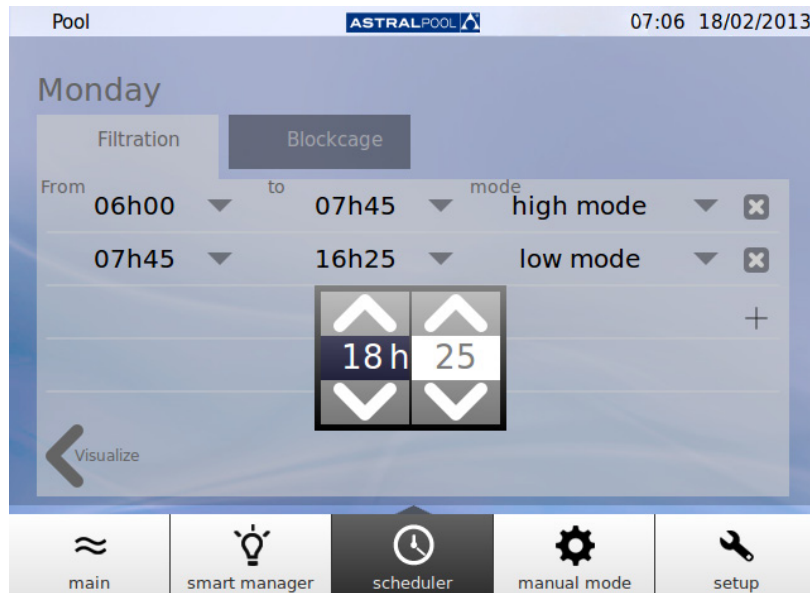 Pool ASTRALPOOL 07:06 18/02/2013
Monday
Filtration Blockcage
From to mode
06h00 07h45 high mode
07h45 16h25 low mode
+
18 h 25
Visualize
main smart manager scheduler manual mode setup